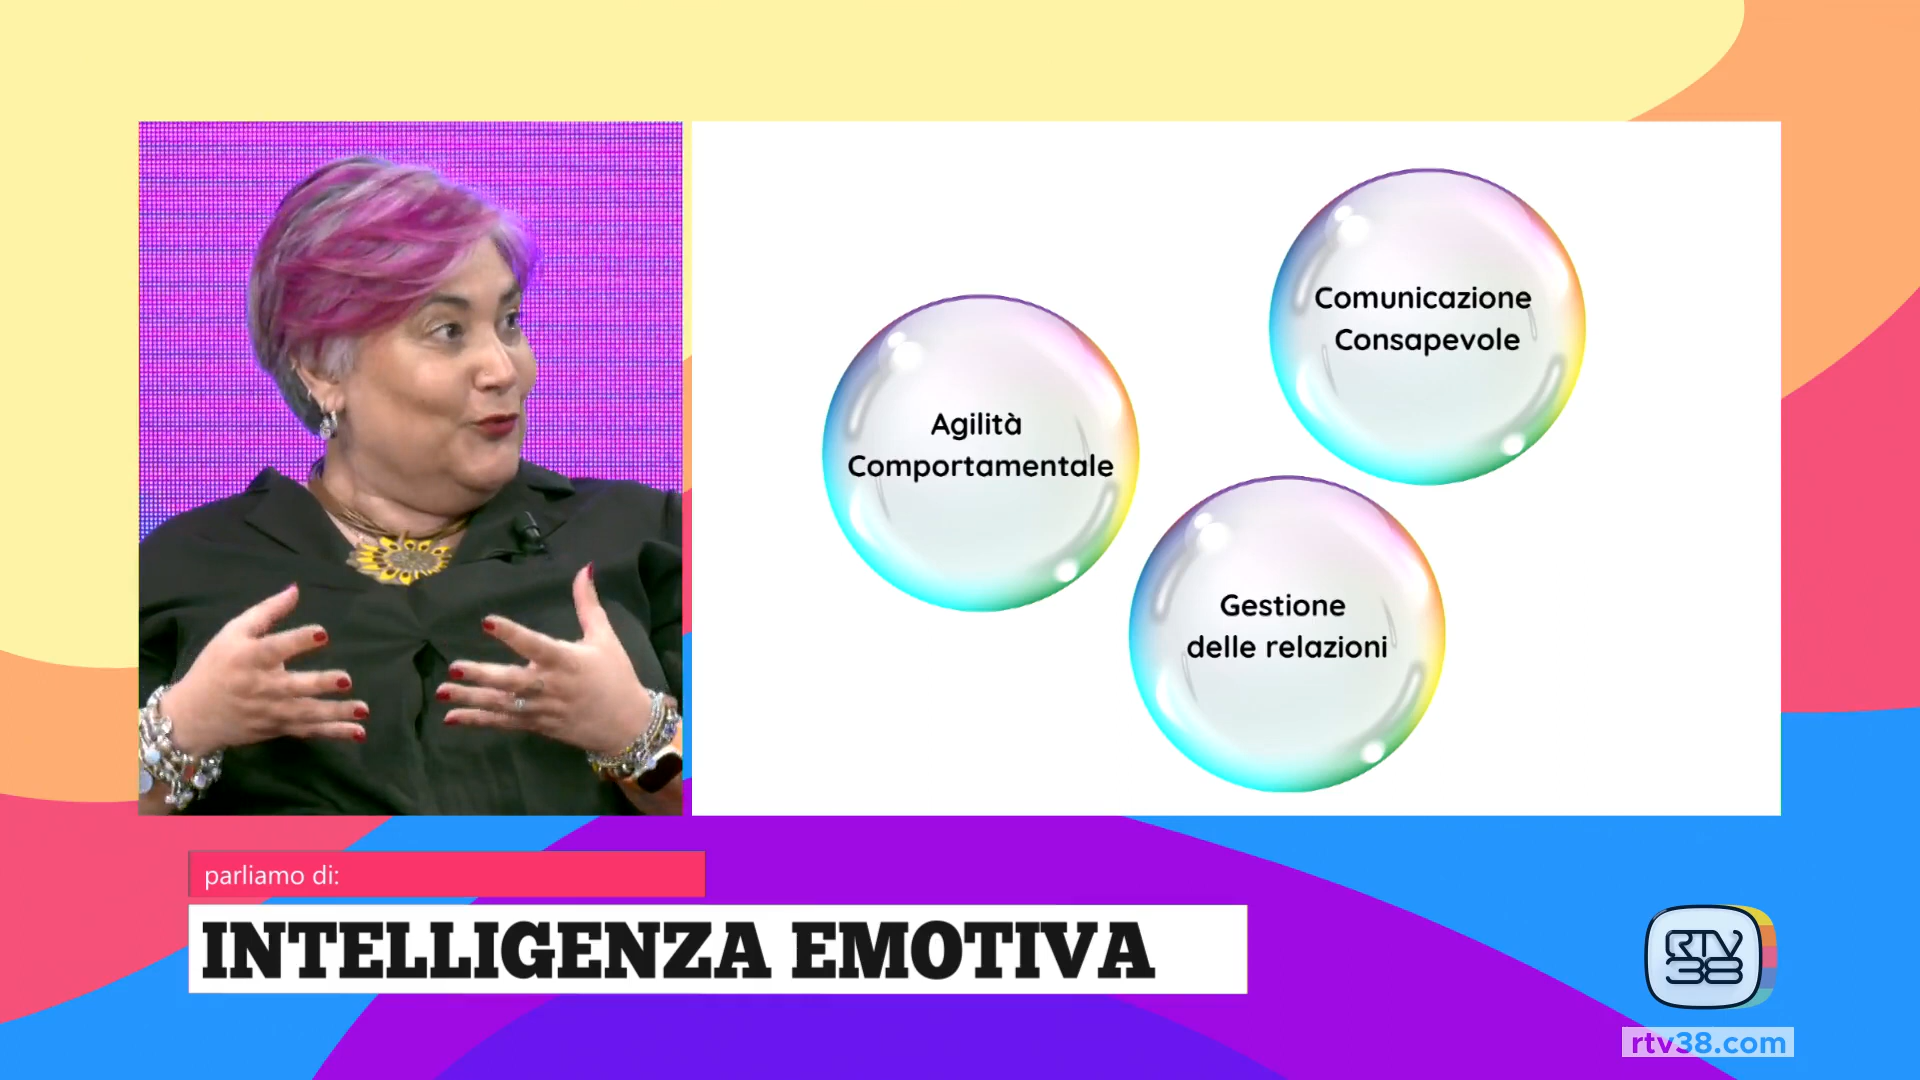 Comunicazione
Consapevole
Agilità
Comportamentale
Gestione
delle relazioni
parliamo di:
INTELLIGENZA EMOTIVA
RTV
38
rtv38.com